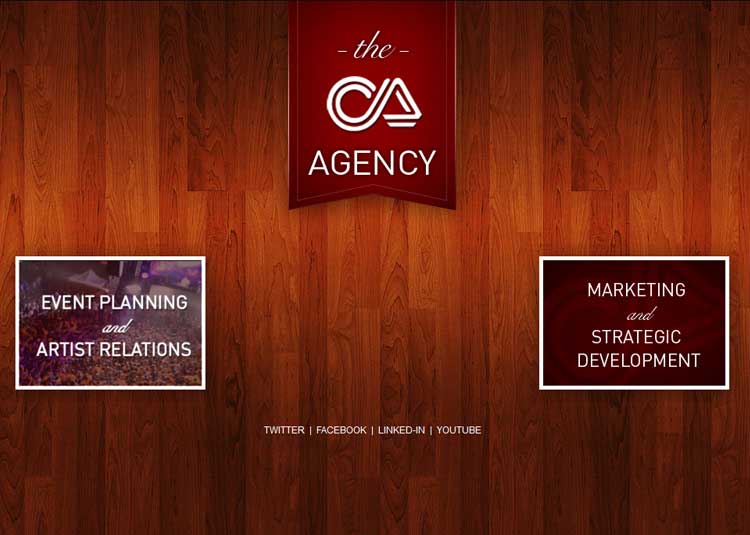 - the -
CA
AGENCY
EVENT PLANNING
and
ARTIST RELATIONS
MARKETING
and
STRATEGIC
DEVELOPMENT
TWITTER | FACEBOOK | LINKED-IN | YOUTUBE